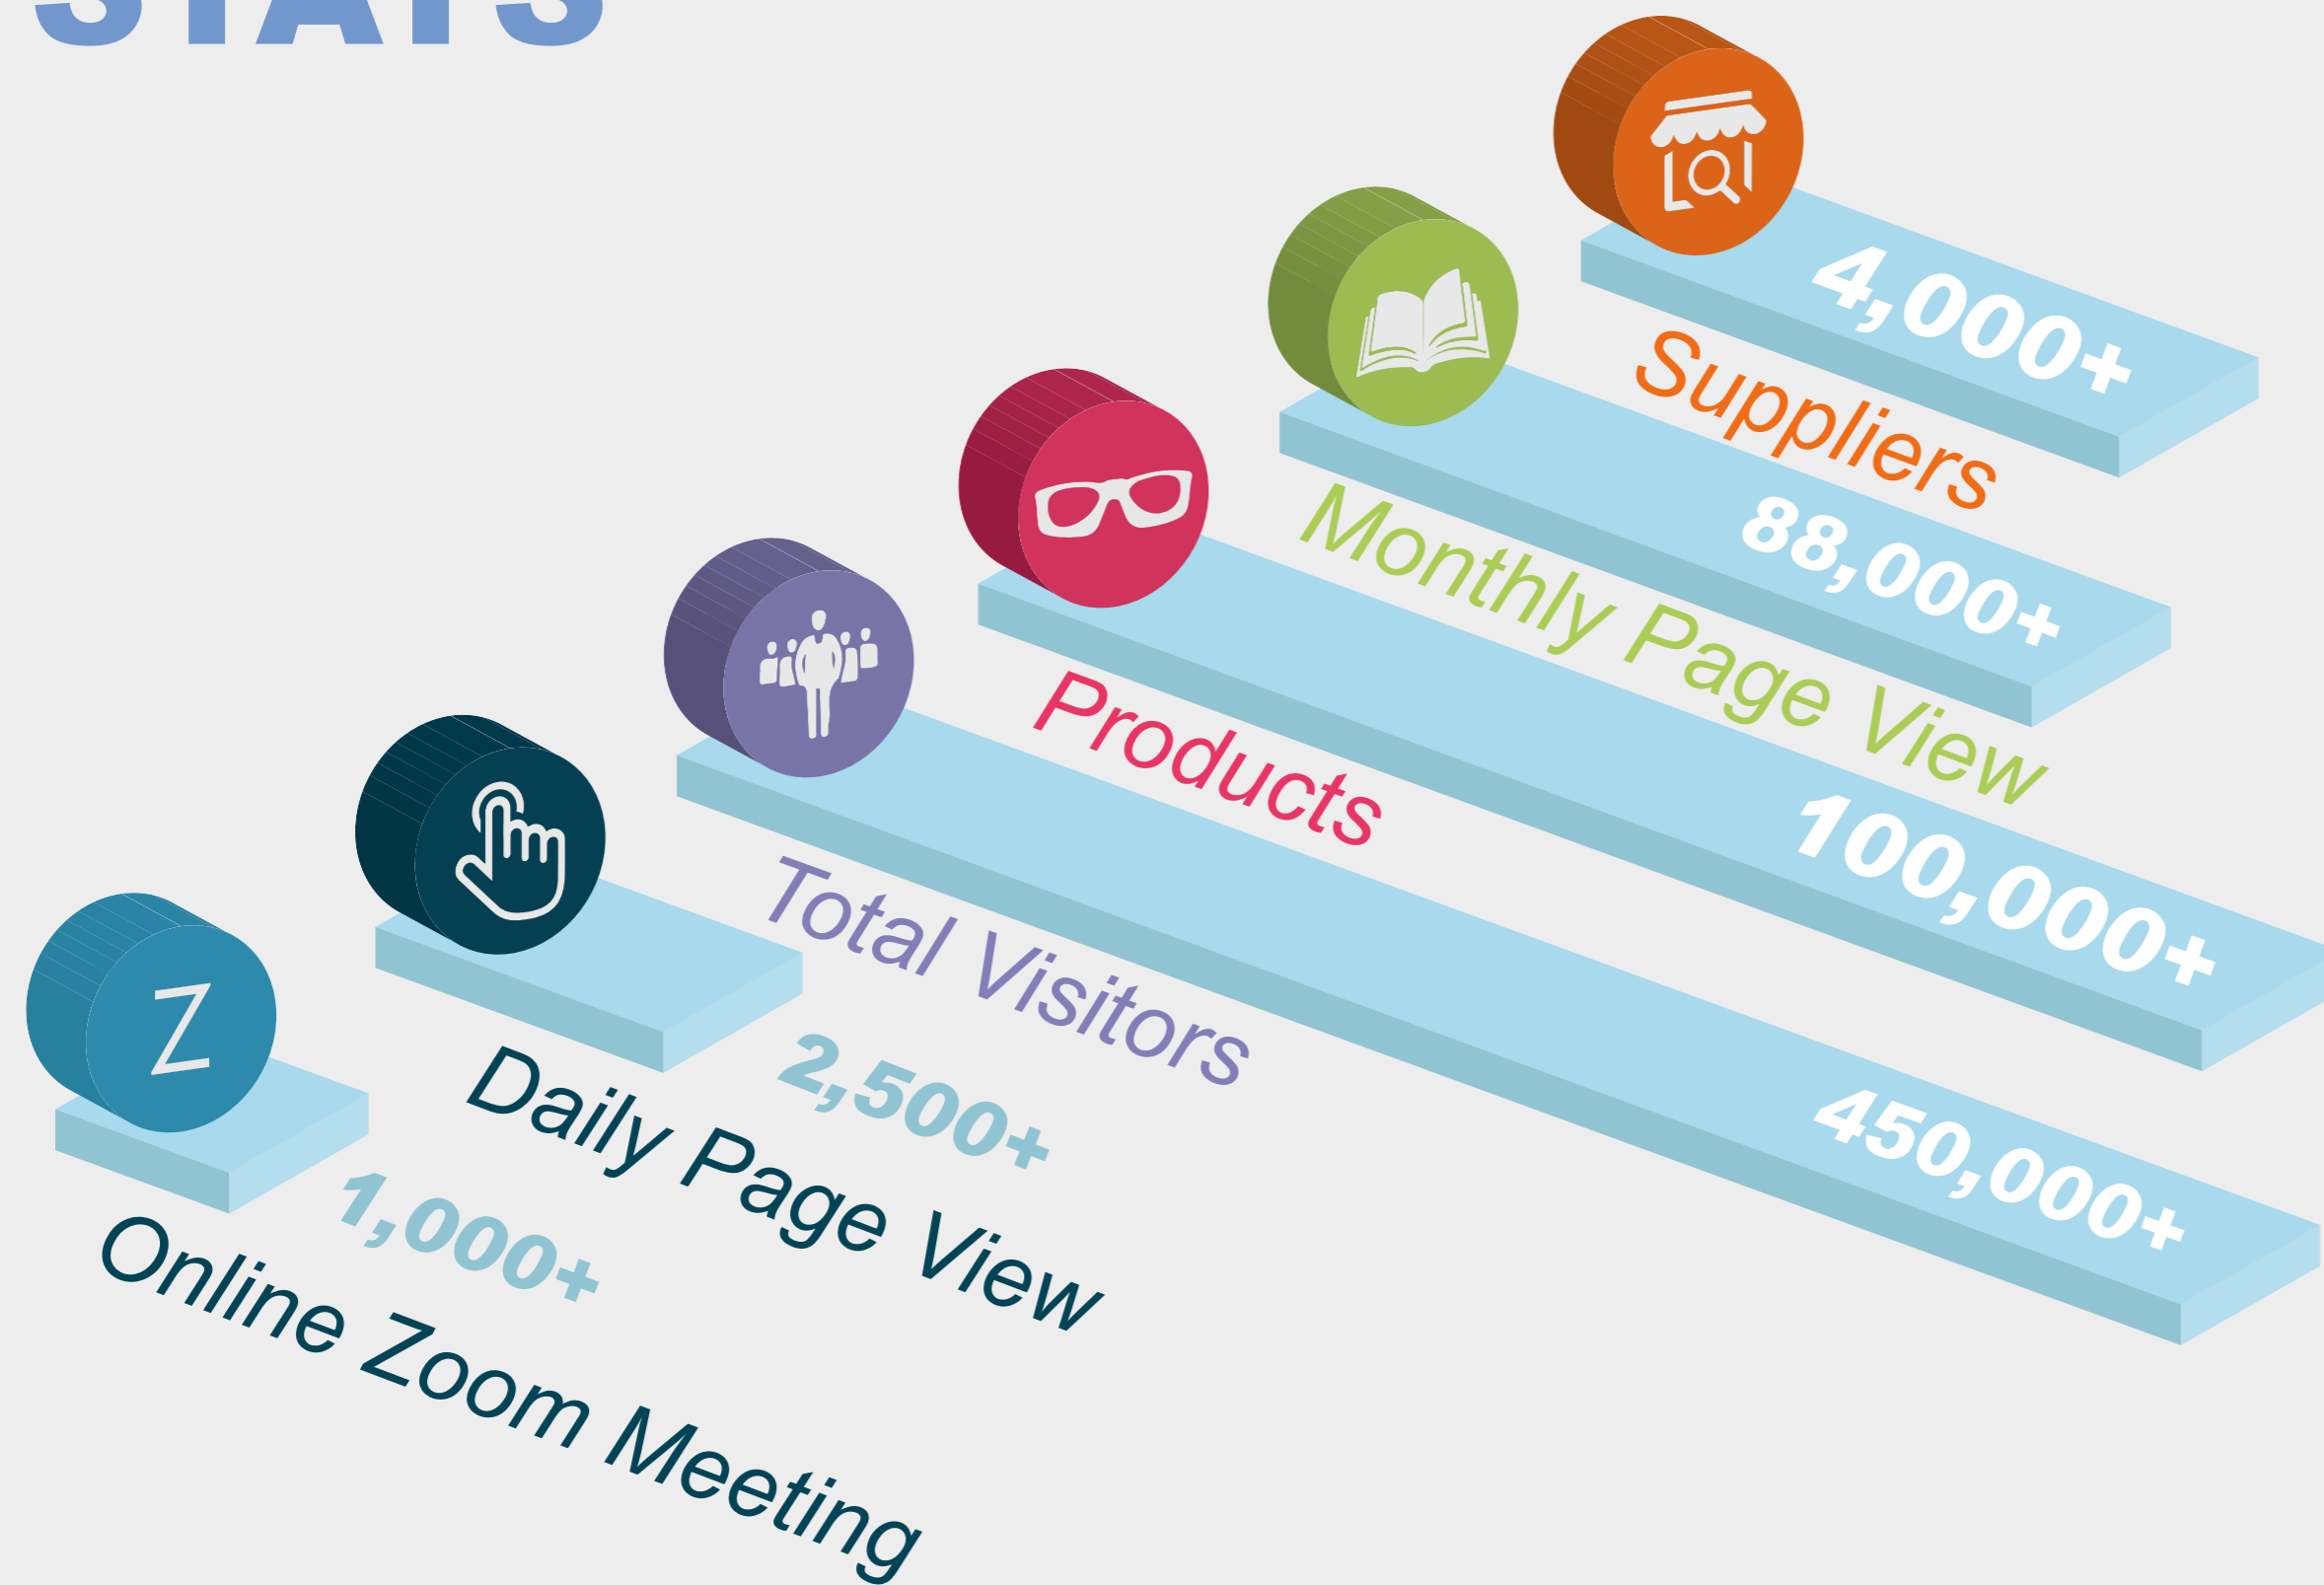 STATS
4,000+
Suppliers
88,000+
Monthly Page View
100,000+
Products
450,000+
Total Visitors
2,500+
Daily Page View
Z
1,000+
Online Zoom Meeting